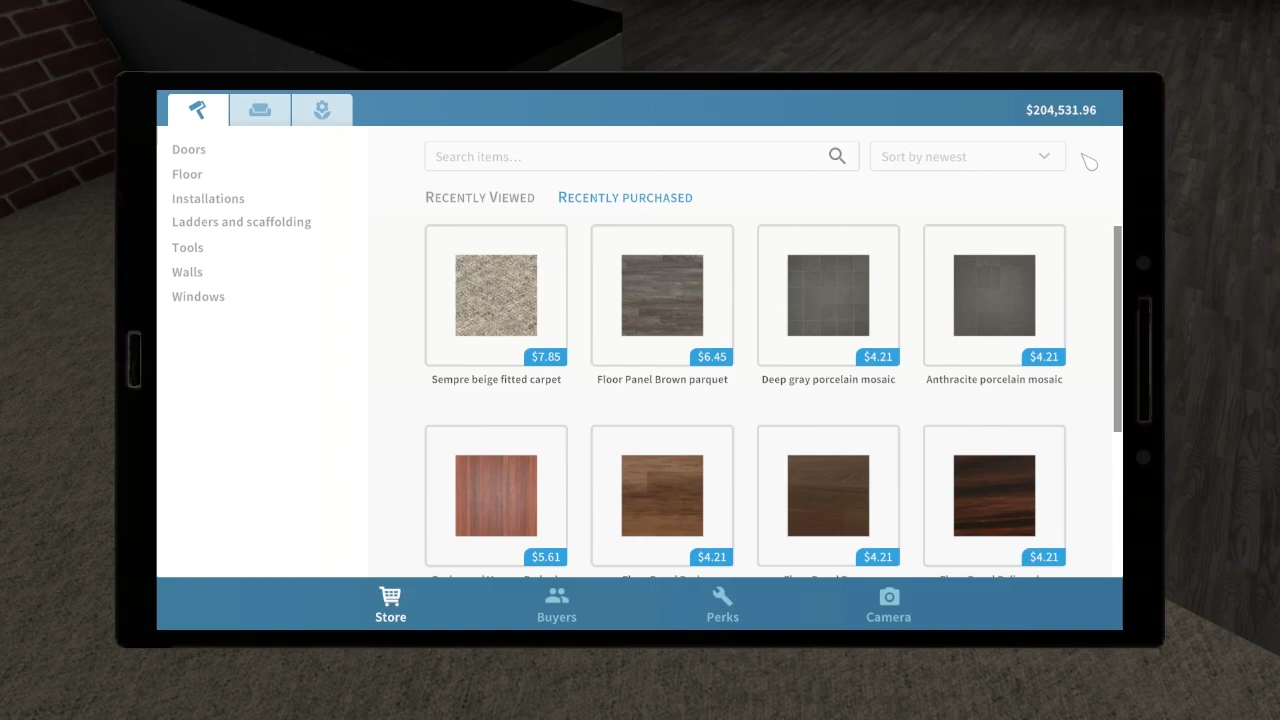 $204,531.96
Doors
Floor
Installations
Ladders and scaffolding
Tools
Walls
Windows
Search items...
Sort by newest
RECENTLY VIEWED
RECENTLY PURCHASED
$7.85
$6.45
$4.21
$4.21
Sempre beige fitted carpet
Floor Panel Brown parquet
Deep gray porcelain mosaic
Anthracite porcelain mosaic
$5.61
$4.21
$4.21
$4.21
Store
Buyers
Perks
Camera